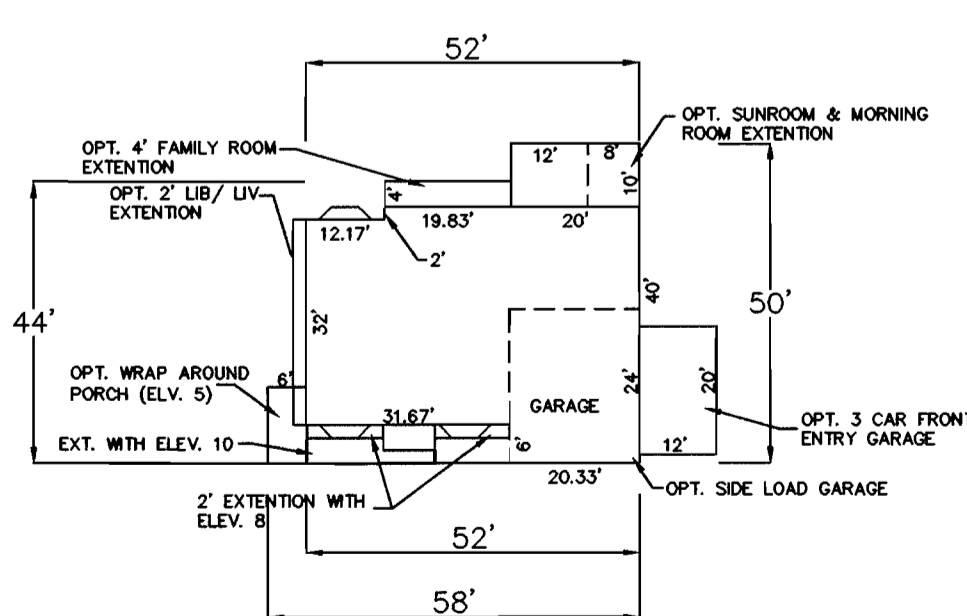 52'
OPT. SUNROOM & MORNING
ROOM EXTENTION
OPT. 4' FAMILY ROOM
EXTENTION
12'
8'
10'
4'
OPT. 2' LIB/ LIV
EXTENTION
12.17'
19.83'
20'
2'
44'
32'
40'
50'
OPT. WRAP AROUND
PORCH (ELV. 5)
6'
31.67'
GARAGE
24'
20'
OPT. 3 CAR FRONT
ENTRY GARAGE
EXT. WITH ELEV. 10
6'
12'
20.33'
OPT. SIDE LOAD GARAGE
2' EXTENTION WITH
ELEV. 8
52'
58'